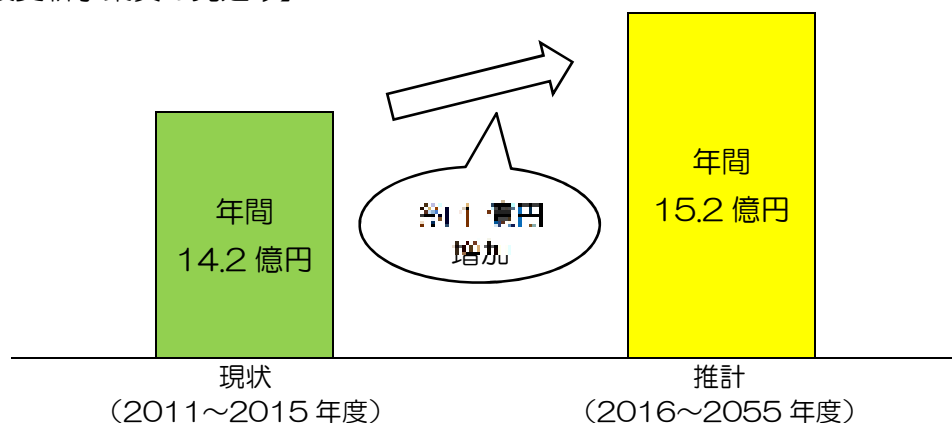 年間
14.2 億円
約 1 億円
増加
年間
15.2 億円
現状
（2011～2015 年度）
推計
（2016～2055 年度）